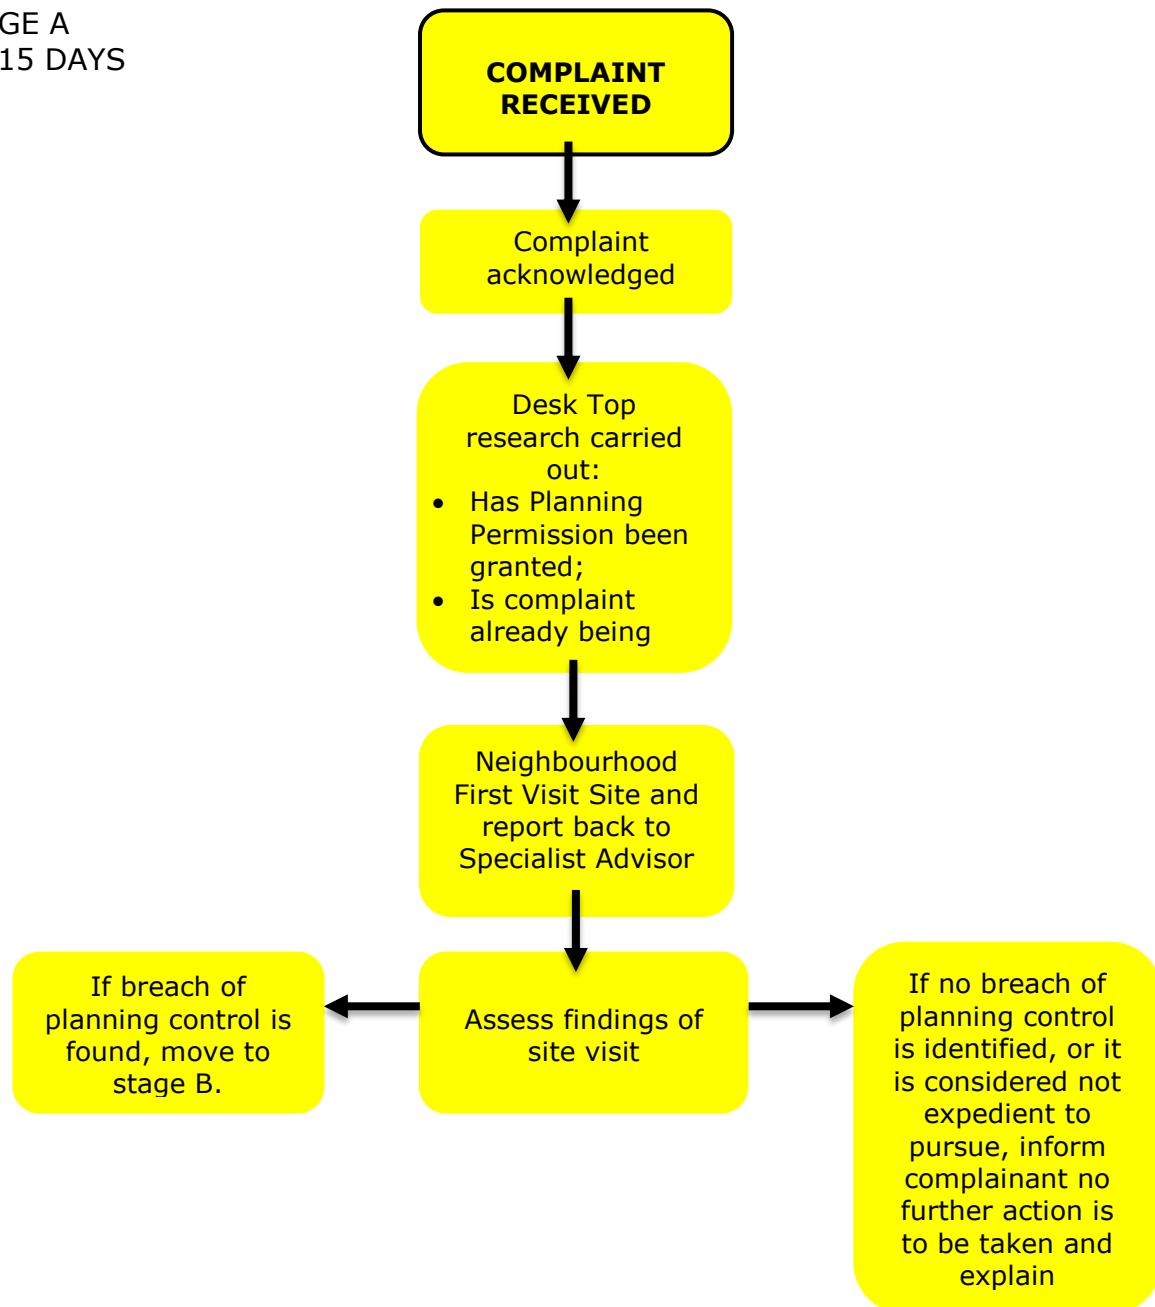 GE A
15 DAYS
COMPLAINT
RECEIVED
Complaint
acknowledged
Desk Top
research carried
out:
• Has Planning
Permission been
granted;
• Is complaint
already being
Neighbourhood
First Visit Site and
report back to
Specialist Advisor
If breach of
planning control is
found, move to
stage B.
Assess findings of
site visit
If no breach of
planning control
is identified, or it
is considered not
expedient to
pursue, inform
complainant no
further action is
to be taken and
explain